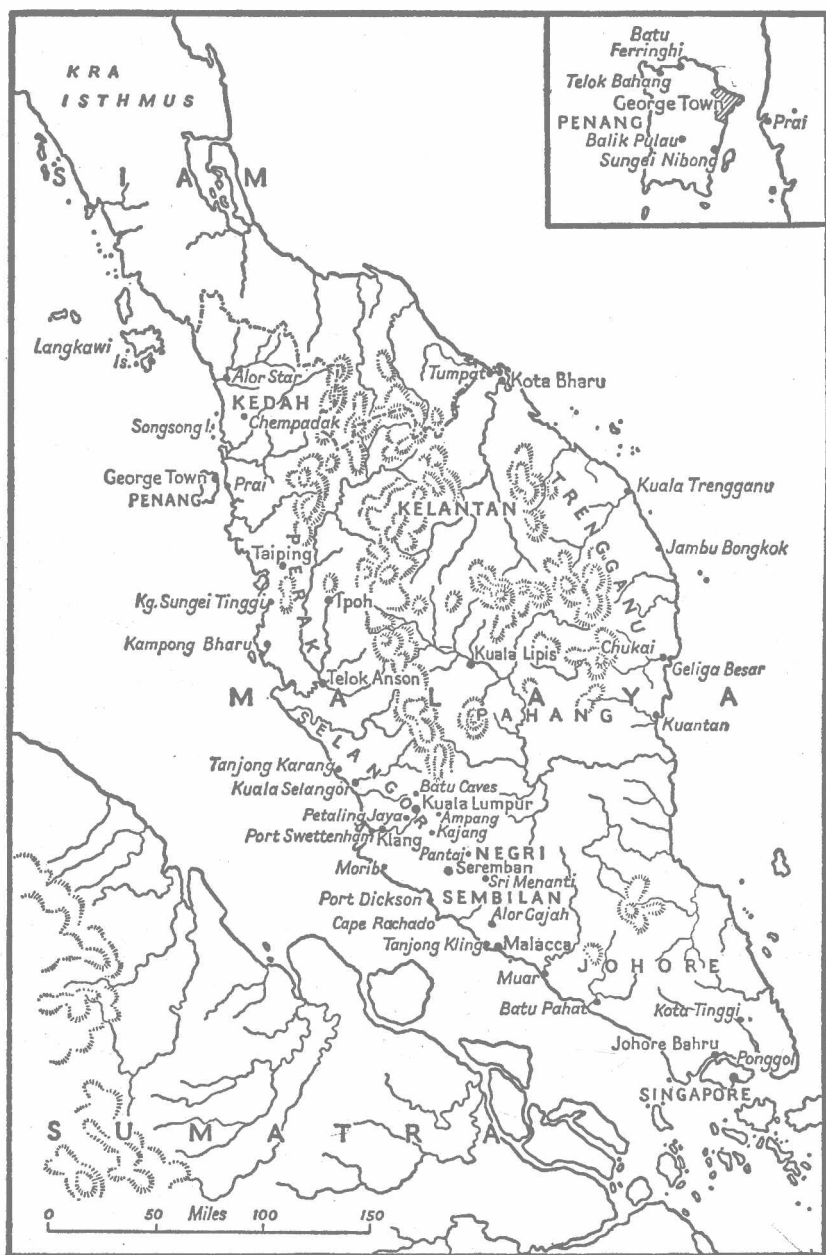 KRA
ISTHMUS
SIAM
Batu
Ferringhi
Telok Bahang
George Town
PENANG
Prai
Balik Pulau
Sungei Nibong
Langkawi
Is.
Alor Star
KEDAH
Chempadak
Songsong I.
George Town
PENANG
Prai
Tumpat
Kota Bharu
KELANTAN
TRENGGANU
Kuala Trengganu
Jambu Bongkok
PERAK
Taiping
Kg. Sungei Tinggi
Ipoh
Kampong Bharu
Kuala Lipis
Chukai
Geliga Besar
Telok Anson
MALAYA
PAHANG
Kuantan
SELANGOR
Tanjong Karang
Kuala Selangor
Batu Caves
Kuala Lumpur
Petaling Jaya
Ampang
Port Swettenham
Klang
Kajang
Pantai
NEGRI
Morib
Seremban
Sri Menanti
Port Dickson
SEMBILAN
Alor Gajah
Cape Rachado
Tanjong Kling
Malacca
Muar
JOHORE
Batu Pahat
Kota Tinggi
Johore Bahru
Ponggol
SINGAPORE
SUMATRA
0 50 Miles 100 150